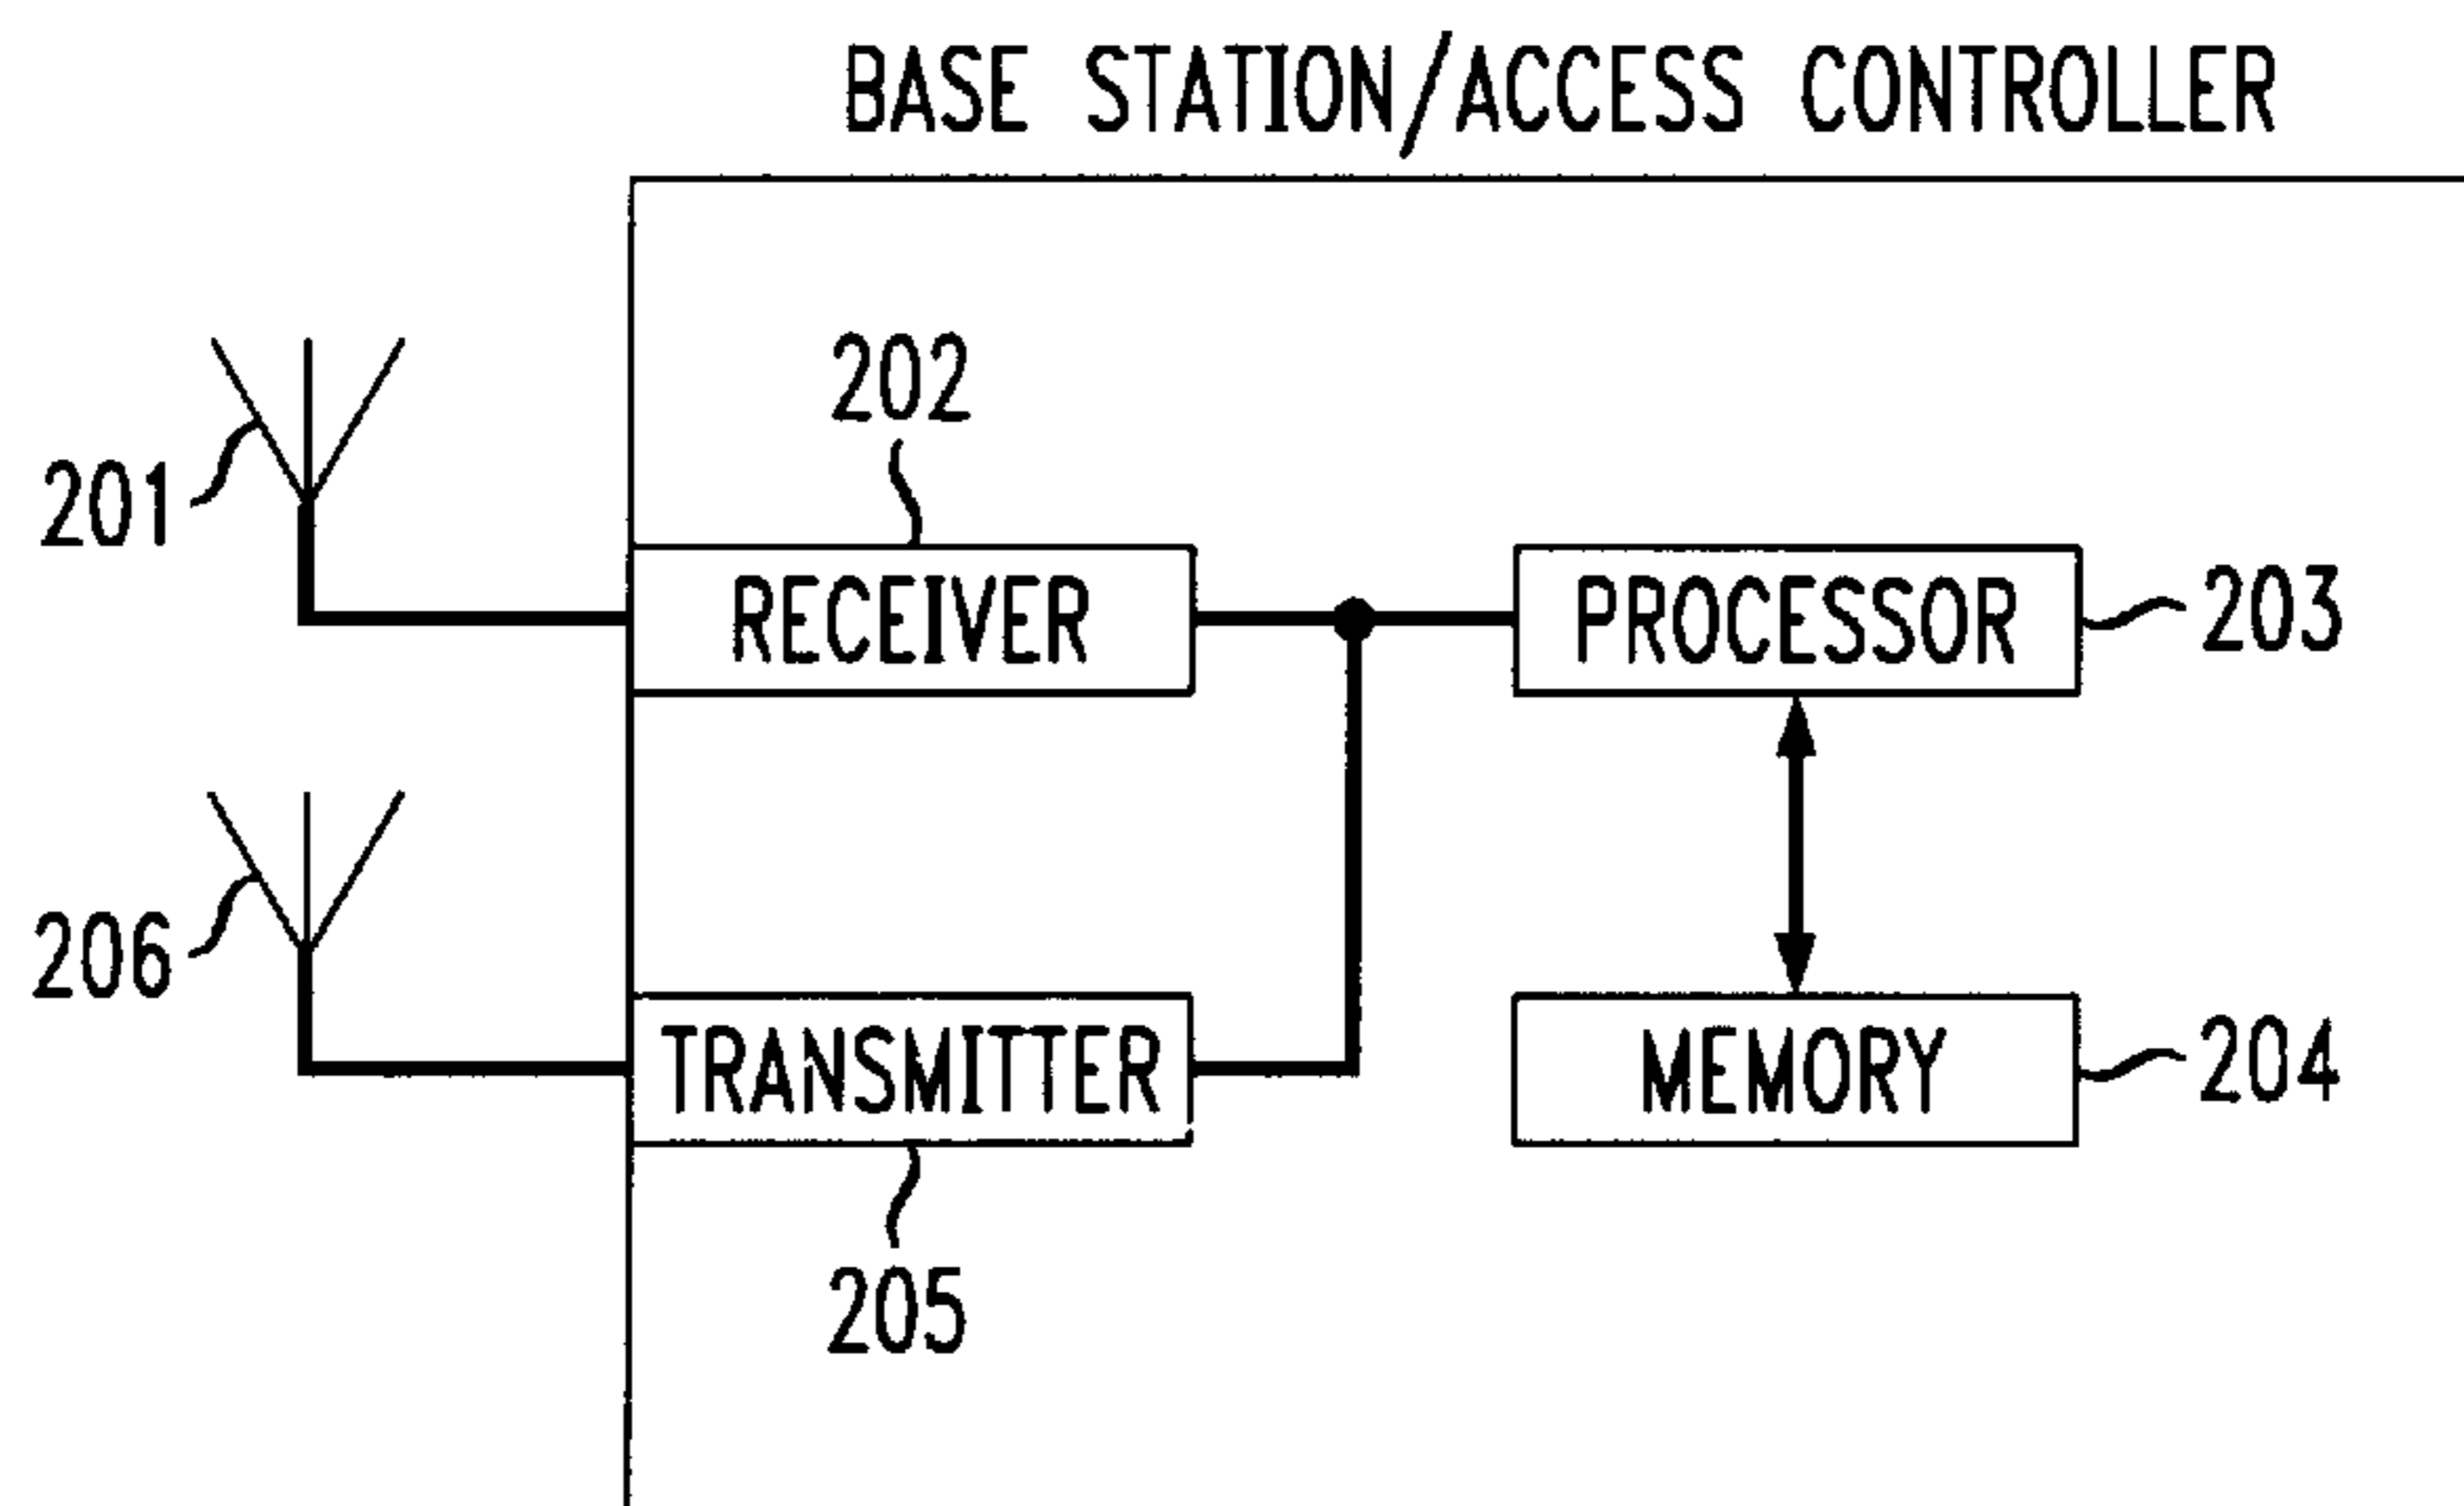 BASE STATION/ACCESS CONTROLLER
202
201
RECEIVER
PROCESSOR
203
206
TRANSMITTER
MEMORY
204
205